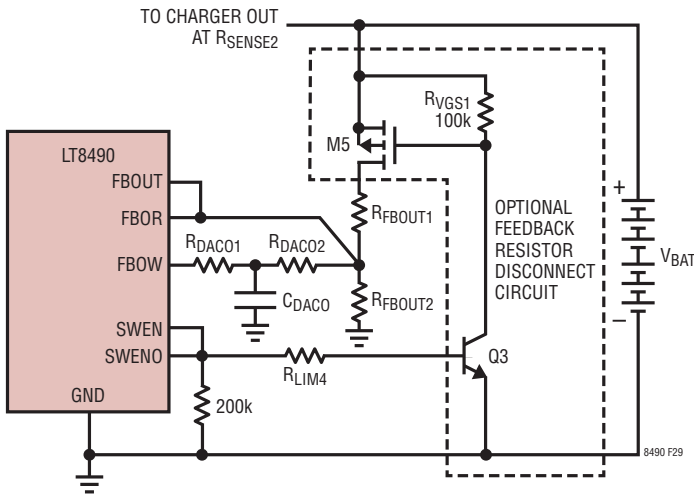 TO CHARGER OUT
AT RSENSE2
RVGS1
100k
M5
LT8490
FBOUT
FBOR
FBOW
SWEN
SWENO
GND
RDACO1
RDACO2
CDACO
RFBOUT1
RFBOUT2
RLIM4
200k
OPTIONAL
FEEDBACK
RESISTOR
DISCONNECT
CIRCUIT
Q3
+
VBAT
–
8490 F29